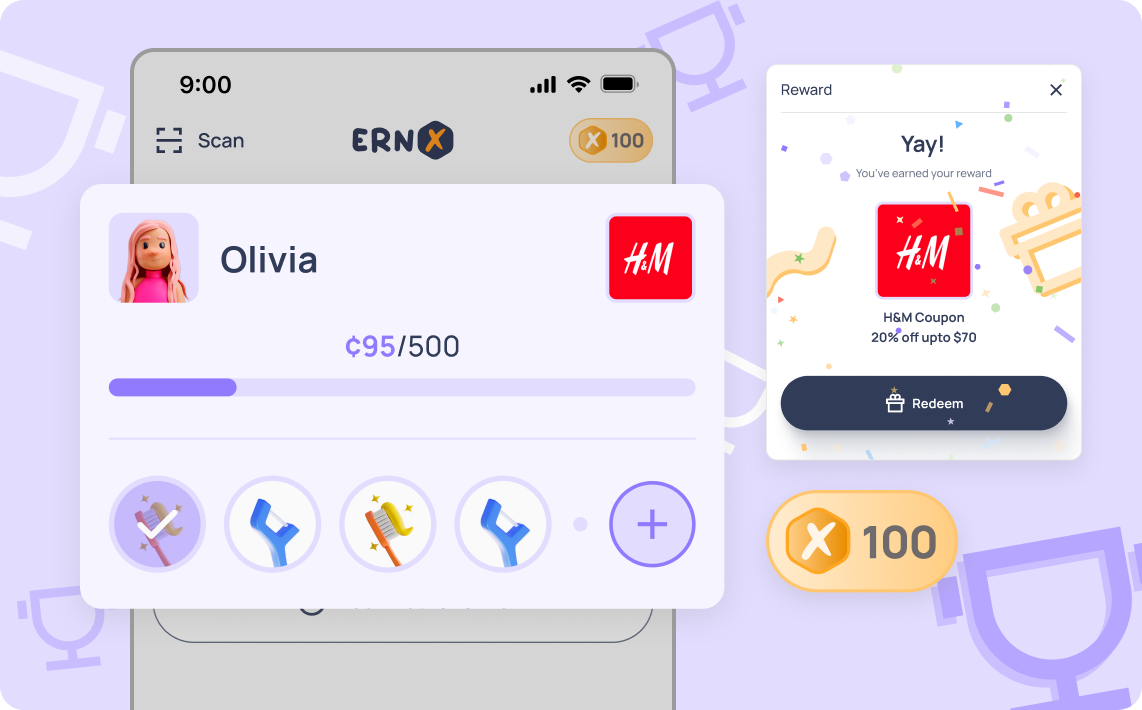 9:00
Scan
ERNX
100
Olivia
H&M
¢95/500
Reward
Yay!
You've earned your reward
H&M
H&M Coupon
20% off upto $70
Redeem
X 100